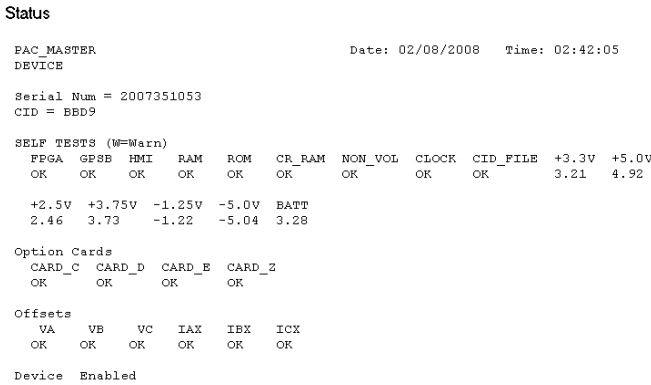 Status
PAC_MASTER Date: 02/08/2008 Time: 02:42:05
DEVICE
Serial Num = 2007351053
CID = BBD9
SELF TESTS (W=Warn)
FPGA GPSB HMI RAM ROM CR_RAM NON_VOL CLOCK CID_FILE +3.3V +5.0V
OK OK OK OK OK OK OK OK OK 3.21 4.92
+2.5V +3.75V -1.25V -5.0V BATT
2.46 3.73 -1.22 -5.04 3.28
Option Cards
CARD_C CARD_D CARD_E CARD_Z
OK OK OK OK
Offsets
VA VB VC IAX IBX ICX
OK OK OK OK OK OK
Device Enabled